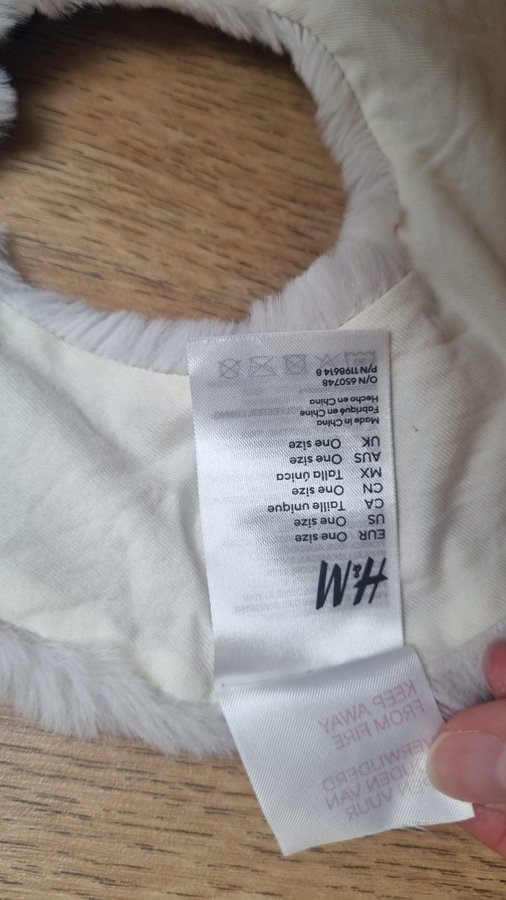 H&M
EUR One size
US One size
CA Taille unique
CN One size
MX Talla única
AUS One size
UK One size
Made in China
Fabriqué en Chine
Hecho en China
O/N 650748
P/N 1198614 8
KEEP AWAY
FROM FIRE
VERWIJDERD
VAN
VUUR